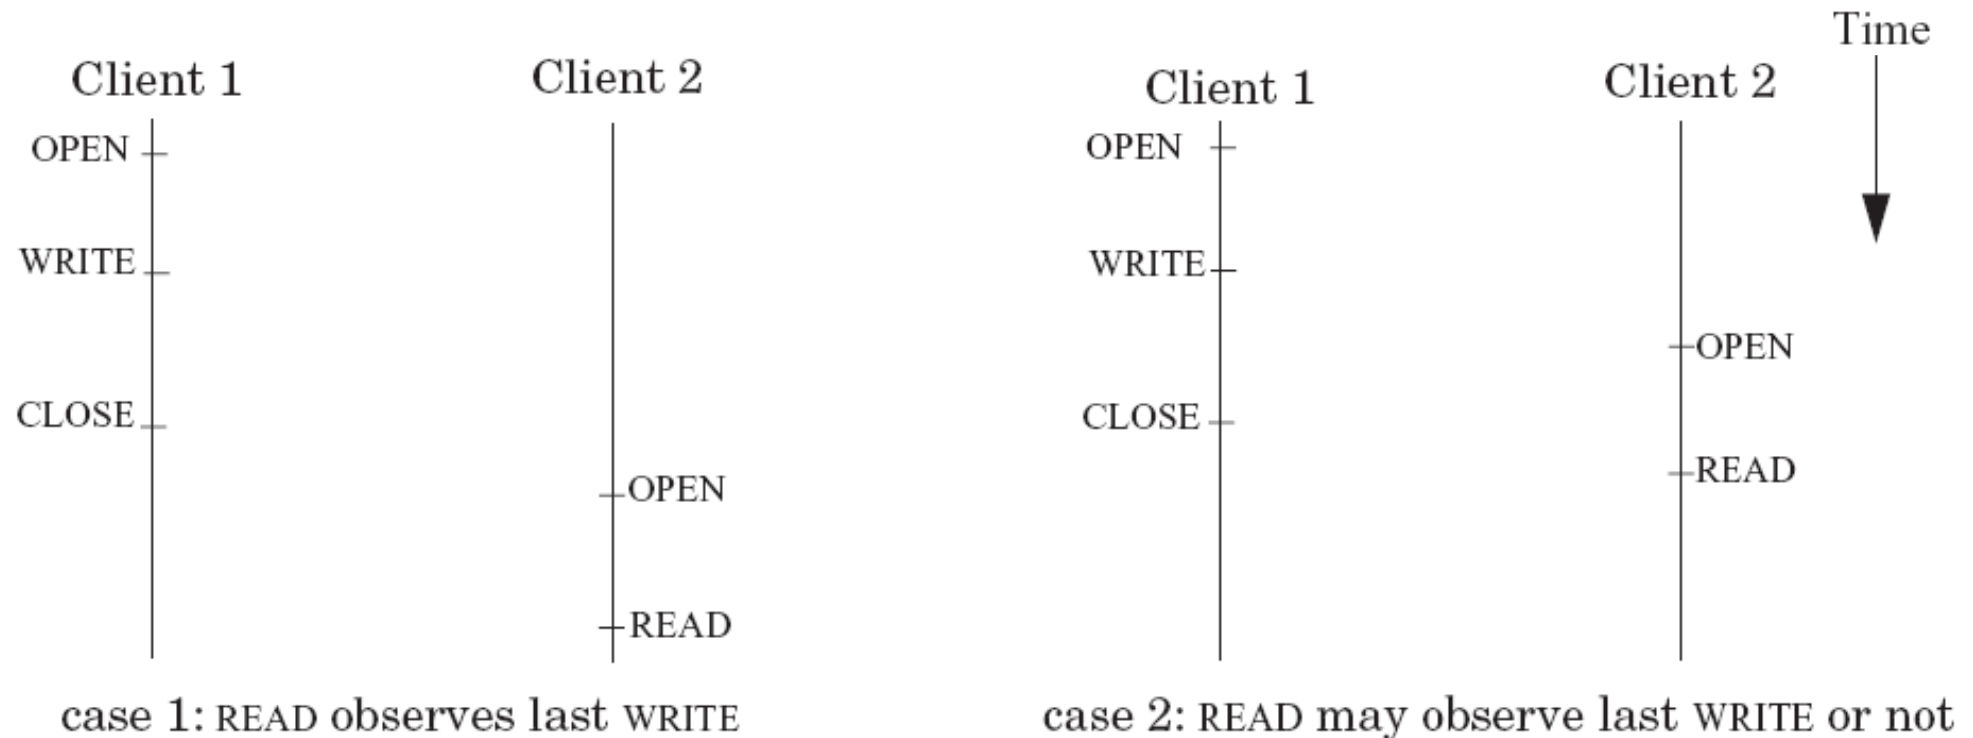 Client 1
OPEN
WRITE
CLOSE
Client 2
OPEN
READ
case 1: READ observes last WRITE
Time
Client 1
OPEN
WRITE
CLOSE
Client 2
OPEN
READ
case 2: READ may observe last WRITE or not